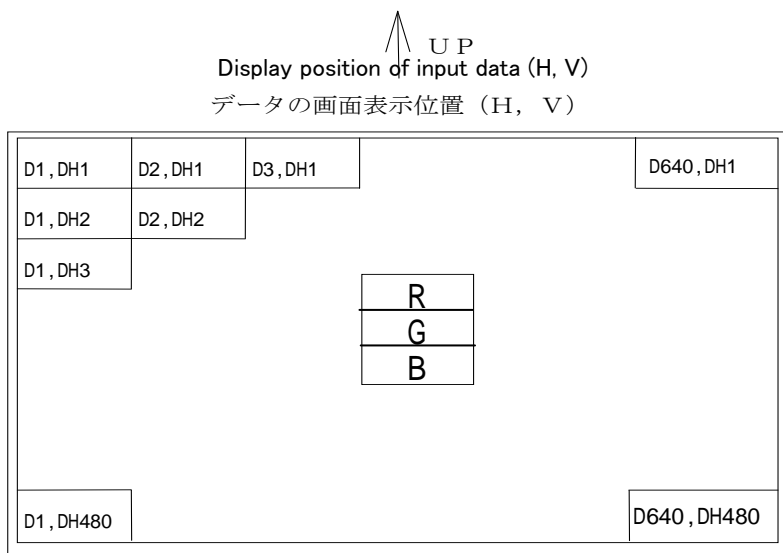 ＵＰ
Display position of input data (H, V)
データの画面表示位置（Ｈ，Ｖ）
D1,DH1 D2,DH1 D3,DH1 D640,DH1
D1,DH2 D2,DH2
D1,DH3
R
G
B
D1,DH480 D640,DH480